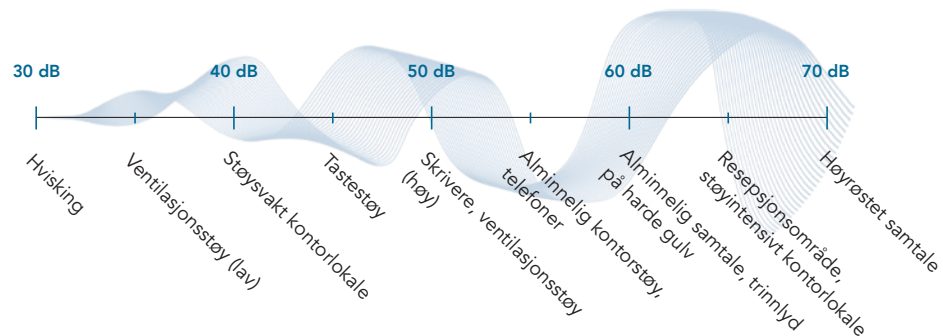 30 dB
40 dB
50 dB
60 dB
70 dB
Hvisking
Ventilasjonsstøy (lav)
Støysvakt kontorlokale
Tastestøy
Skrivere, ventilasjonsstøy
(høy)
Alminnelig kontorstøy,
telefoner
Alminnelig samtale, trinnlyd
på harde gulv
Resepsjonsområde,
støyintensivt kontorlokale
Høyrøstet samtale